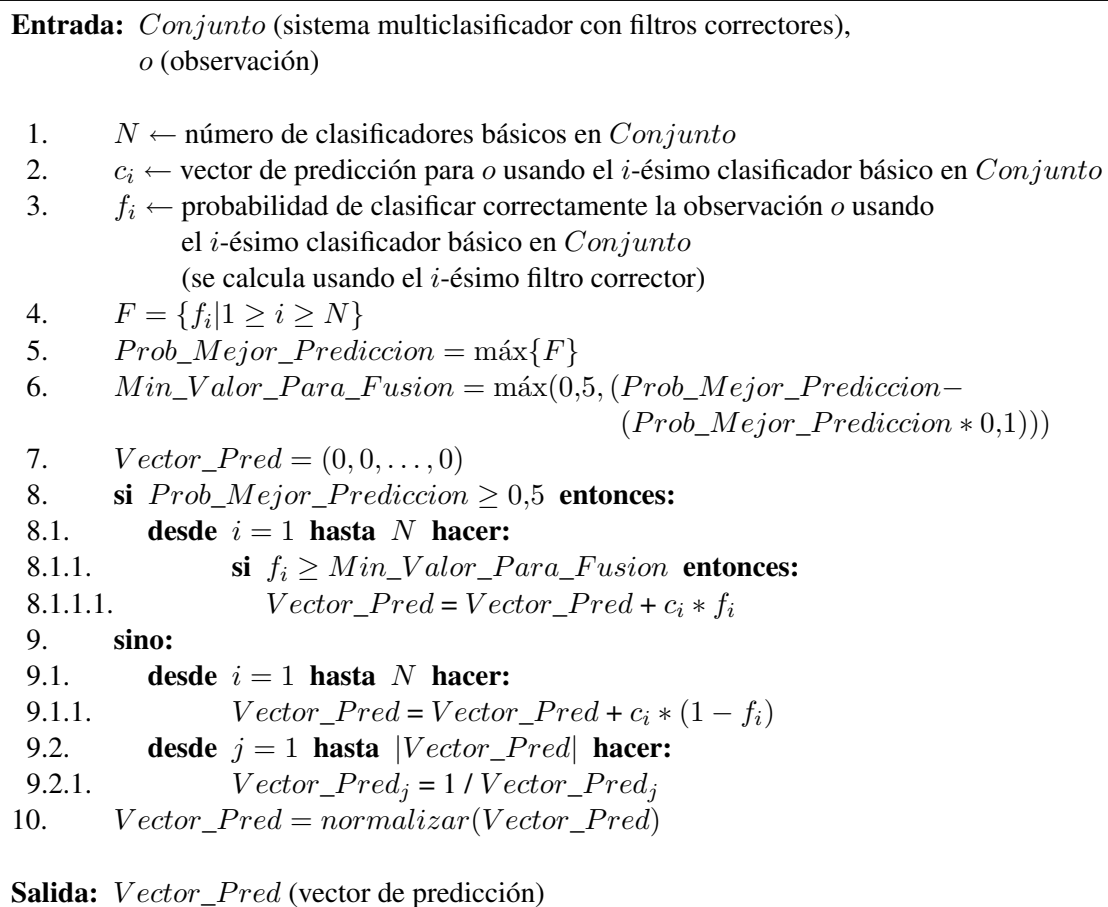 Entrada: Conjunto (sistema multiclasificador con filtros correctores),
o (observación)
1. N ← número de clasificadores básicos en Conjunto
2. c_i ← vector de predicción para o usando el i-ésimo clasificador básico en Conjunto
3. f_i ← probabilidad de clasificar correctamente la observación o usando
el i-ésimo clasificador básico en Conjunto
(se calcula usando el i-ésimo filtro corrector)
4. F = {f_i|1 ≥ i ≥ N}
5. Prob_Mejor_Prediccion = máx{F}
6. Min_Valor_Para_Fusion = máx(0,5, (Prob_Mejor_Prediccion−
(Prob_Mejor_Prediccion ∗ 0,1)))
7. Vector_Pred = (0, 0, . . . , 0)
8. si Prob_Mejor_Prediccion ≥ 0,5 entonces:
8.1. desde i = 1 hasta N hacer:
8.1.1. si f_i ≥ Min_Valor_Para_Fusion entonces:
8.1.1.1. Vector_Pred = Vector_Pred + c_i ∗ f_i
9. sino:
9.1. desde i = 1 hasta N hacer:
9.1.1. Vector_Pred = Vector_Pred + c_i ∗ (1 − f_i)
9.2. desde j = 1 hasta |Vector_Pred| hacer:
9.2.1. Vector_Pred_j = 1 / Vector_Pred_j
10. Vector_Pred = normalizar(Vector_Pred)
Salida: Vector_Pred (vector de predicción)